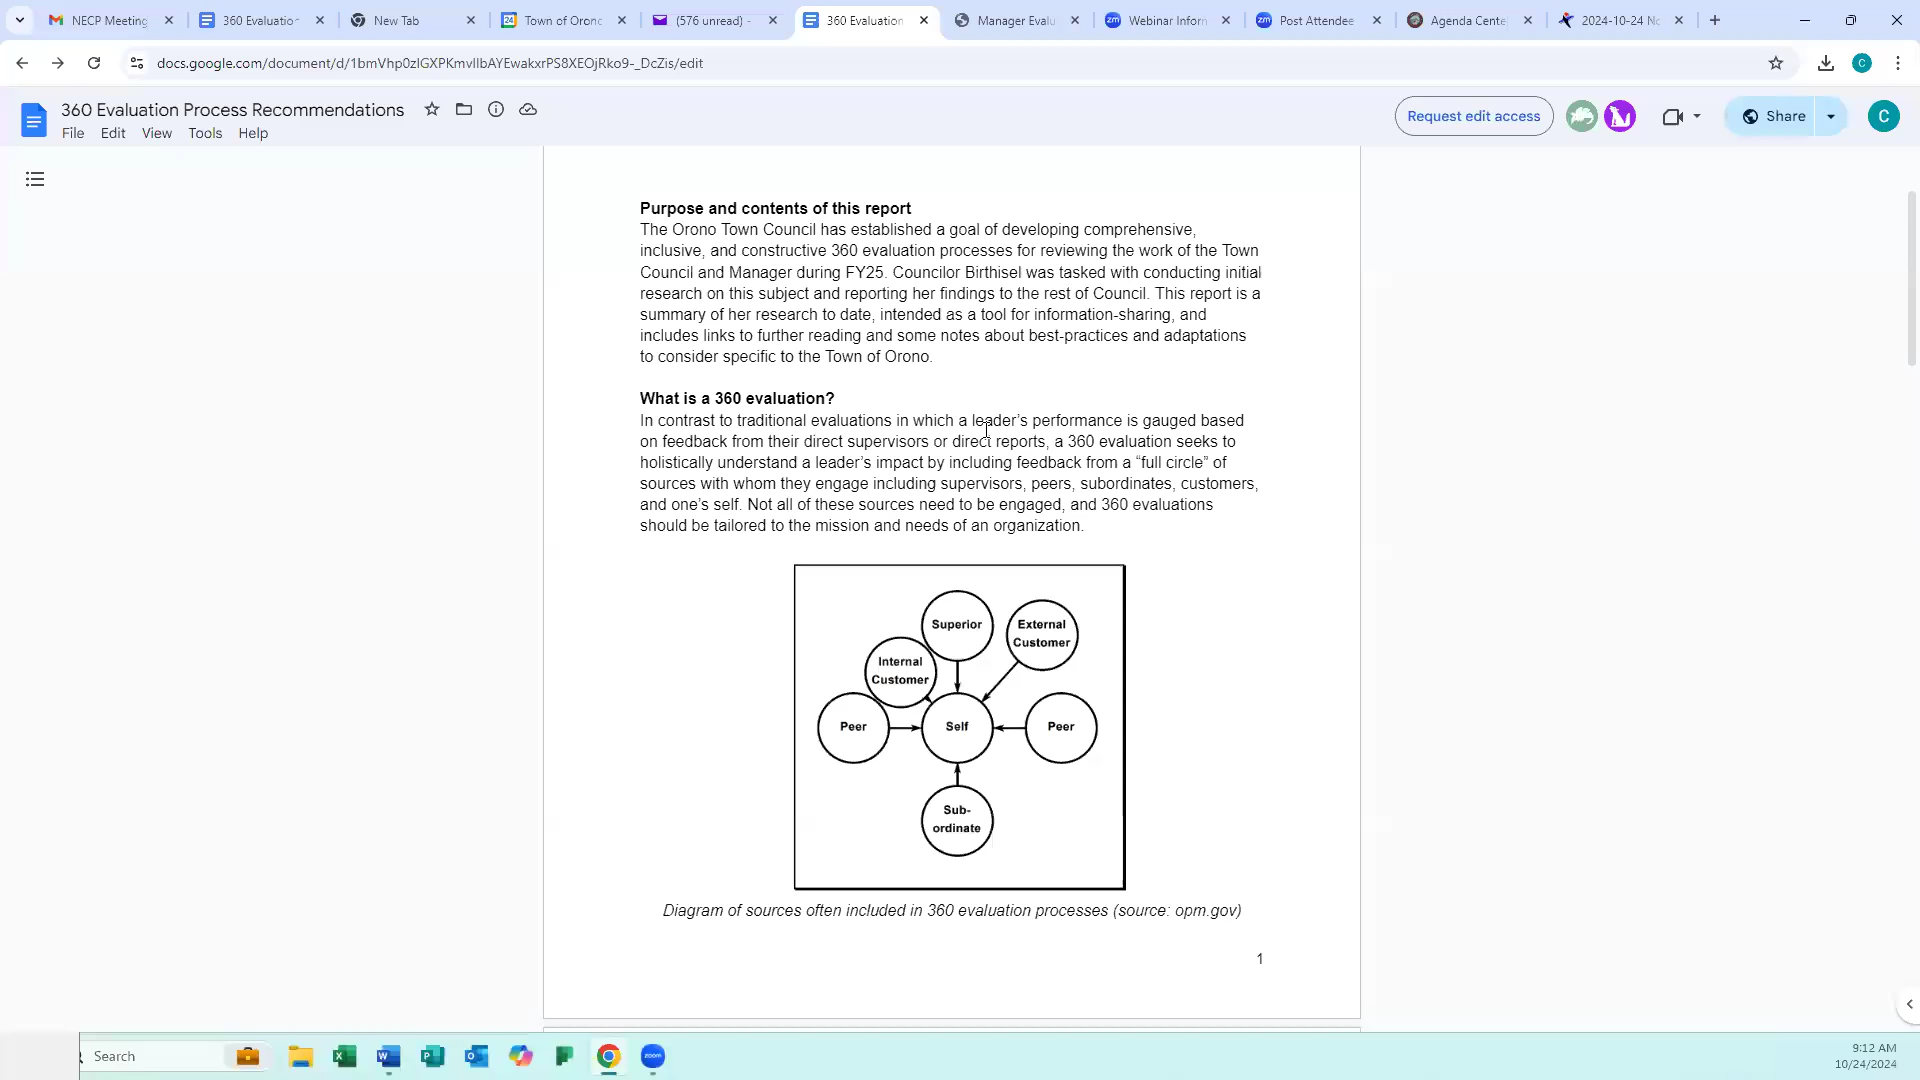 NECP Meeting
360 Evaluation
New Tab
Town of Orono
(576 unread) -
360 Evaluation
Manager Evalu
Webinar Inform
Post Attendee
Agenda Cente
2024-10-24 No
360 Evaluation Process Recommendations
File Edit View Tools Help
Request edit access
Share
C
Purpose and contents of this report
The Orono Town Council has established a goal of developing comprehensive,
inclusive, and constructive 360 evaluation processes for reviewing the work of the Town
Council and Manager during FY25. Councilor Birthisel was tasked with conducting initial
research on this subject and reporting her findings to the rest of Council. This report is a
summary of her research to date, intended as a tool for information-sharing, and
includes links to further reading and some notes about best-practices and adaptations
to consider specific to the Town of Orono.
What is a 360 evaluation?
In contrast to traditional evaluations in which a leader's performance is gauged based
on feedback from their direct supervisors or direct reports, a 360 evaluation seeks to
holistically understand a leader's impact by including feedback from a “full circle” of
sources with whom they engage including supervisors, peers, subordinates, customers,
and one's self. Not all of these sources need to be engaged, and 360 evaluations
should be tailored to the mission and needs of an organization.
Superior
External
Customer
Internal
Customer
Peer
Self
Peer
Sub-
ordinate
Diagram of sources often included in 360 evaluation processes (source: opm.gov)
1
Search
9:12 AM
10/24/2024